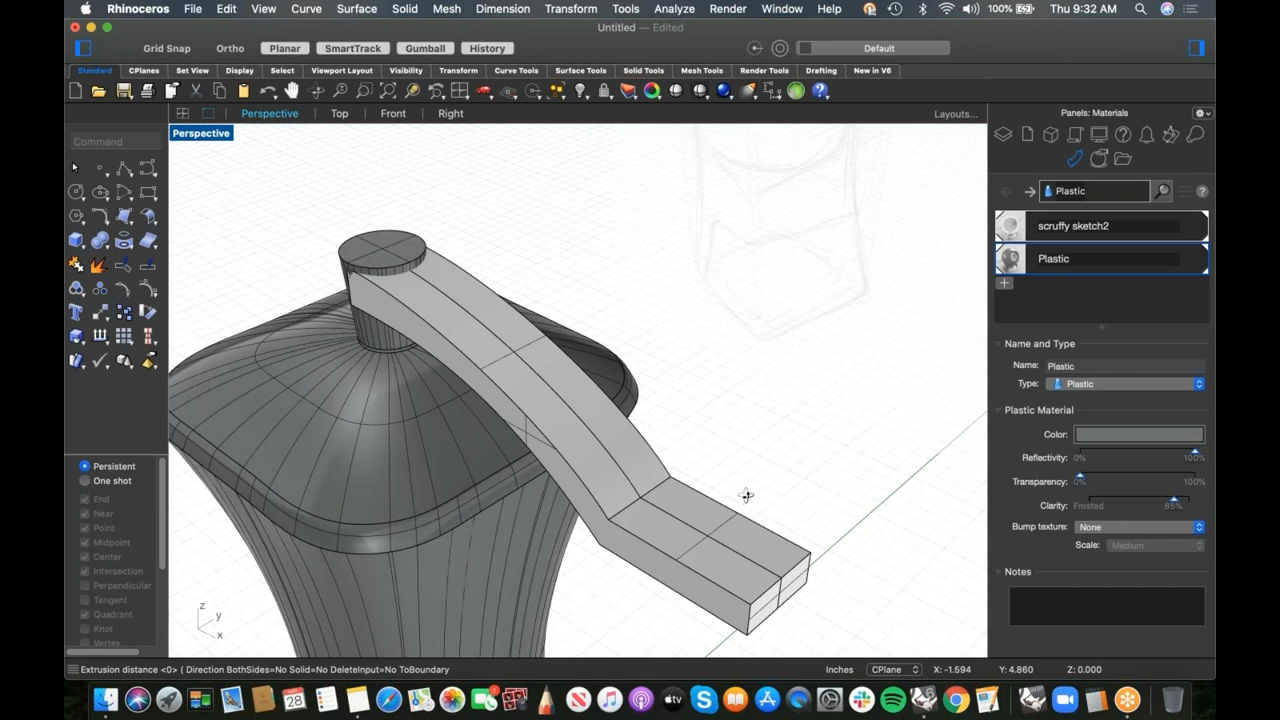 Rhinoceros File Edit View Curve Surface Solid Mesh Dimension Transform Tools Analyze Render Window Help 100% Thu 9:32 AM
Untitled — Edited
Grid Snap Ortho Planar SmartTrack Gumball History Default
Standard CPlanes Set View Display Select Viewport Layout Visibility Transform Curve Tools Surface Tools Solid Tools Mesh Tools Render Tools Drafting New in V6
Perspective Top Front Right Layouts... Panels: Materials
Perspective
Command
Plastic
scruffy sketch2
Plastic
Name and Type
Name: Plastic
Type: Plastic
Plastic Material
Color:
Reflectivity: 0% 100%
Transparency: 0% 100%
Clarity: Frosted 85%
Bump texture: None
Scale: Medium
Notes
Persistent
One shot
End
Near
Point
Midpoint
Center
Intersection
Perpendicular
Tangent
Quadrant
Knot
Vertex
z
y
x
Extrusion distance <0> ( Direction BothSides=No Solid=No DeleteInput=No ToBoundary Inches CPlane X: -1.594 Y: 4.860 Z: 0.000
28